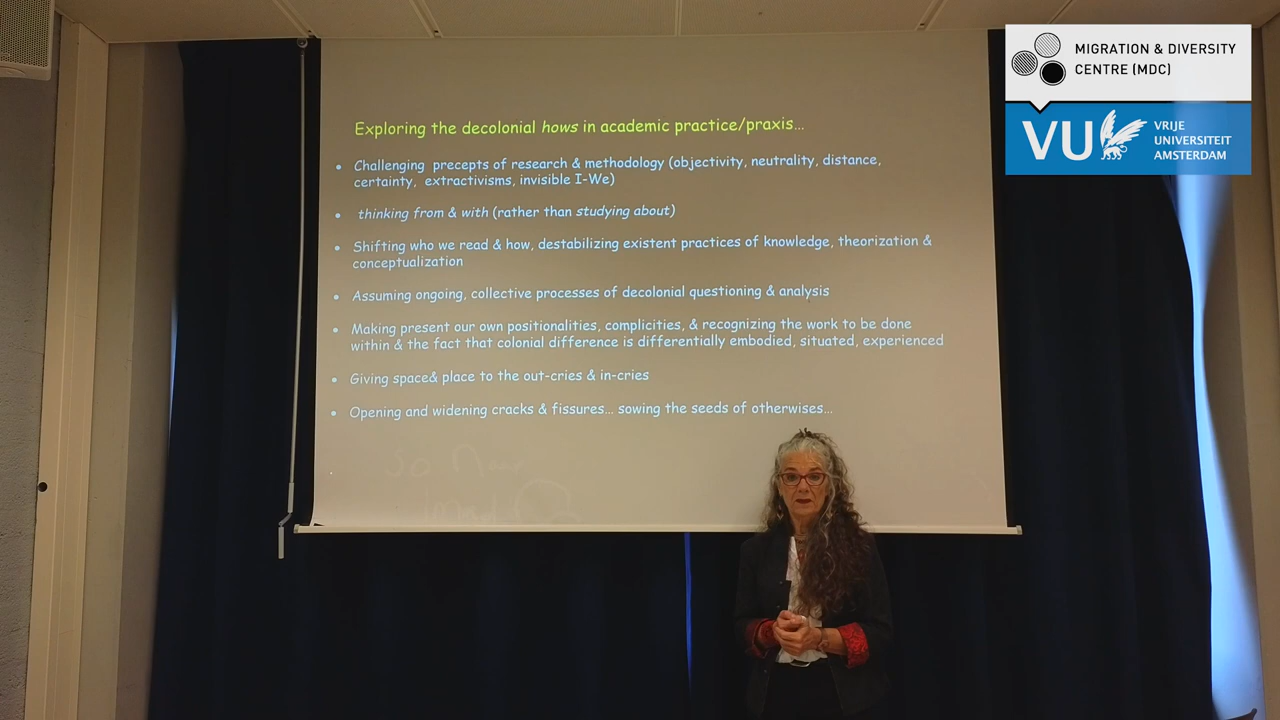 MIGRATION & DIVERSITY
CENTRE (MDC)
VU
VRIJE
UNIVERSITEIT
AMSTERDAM
Exploring the decolonial hows in academic practice/praxis...
• Challenging precepts of research & methodology (objectivity, neutrality, distance,
certainty, extractivisms, invisible I-We)
• thinking from & with (rather than studying about)
• Shifting who we read & how, destabilizing existent practices of knowledge, theorization &
conceptualization
• Assuming ongoing, collective processes of decolonial questioning & analysis
• Making present our own positionalities, complicities, & recognizing the work to be done
within & the fact that colonial difference is differentially embodied, situated, experienced
• Giving space& place to the out-cries & in-cries
• Opening and widening cracks & fissures... sowing the seeds of otherwises...